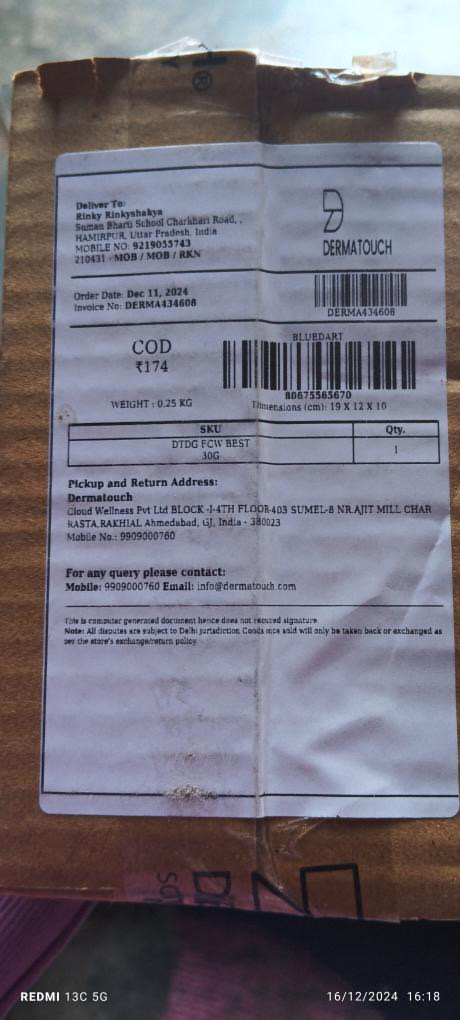 Deliver To:
Rinky Rinkyshakya
Suman Bharti School Charkhari Road, ,
HAMIRPUR, Uttar Pradesh, India
MOBILE NO: 9219055743
210431 - MOB / MOB / RKN
DERMATOUCH
Order Date: Dec 11, 2024
Invoice No: DERMA434608
DERMA434608
COD
₹174
WEIGHT : 0.25 KG
BLUEDART
80675565670
Dimensions (cm): 19 X 12 X 10
SKU Qty.
DTDG FCW BEST 1
30G
Pickup and Return Address:
Dermatouch
Cloud Wellness Pvt Ltd BLOCK -J-4TH FLOOR-403 SUMEL-8 NR.AJIT MILL CHAR
RASTA,RAKHIAL Ahmedabad, GJ, India - 380023
Mobile No.: 9909000760
For any query please contact:
Mobile: 9909000760 Email: info@dermatouch.com
This is computer generated document hence does not required signature
Note: All disputes are subject to Delhi jurisdiction Goods once sold will only be taken back or exchanged as
per the store's exchange/return policy
REDMI 13C 5G 16/12/2024 16:18